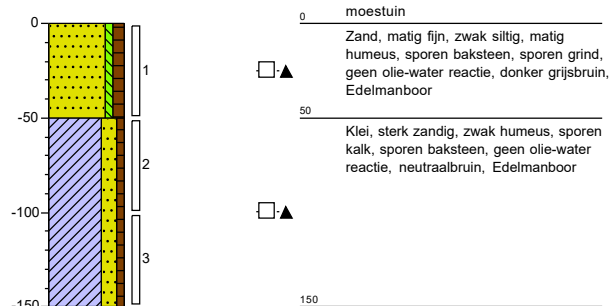 0
-50
-100
-150
1
2
3
0
moestuin
Zand, matig fijn, zwak siltig, matig
humeus, sporen baksteen, sporen grind,
geen olie-water reactie, donker grijsbruin,
Edelmanboor
50
Klei, sterk zandig, zwak humeus, sporen
kalk, sporen baksteen, geen olie-water
reactie, neutraalbruin, Edelmanboor
150